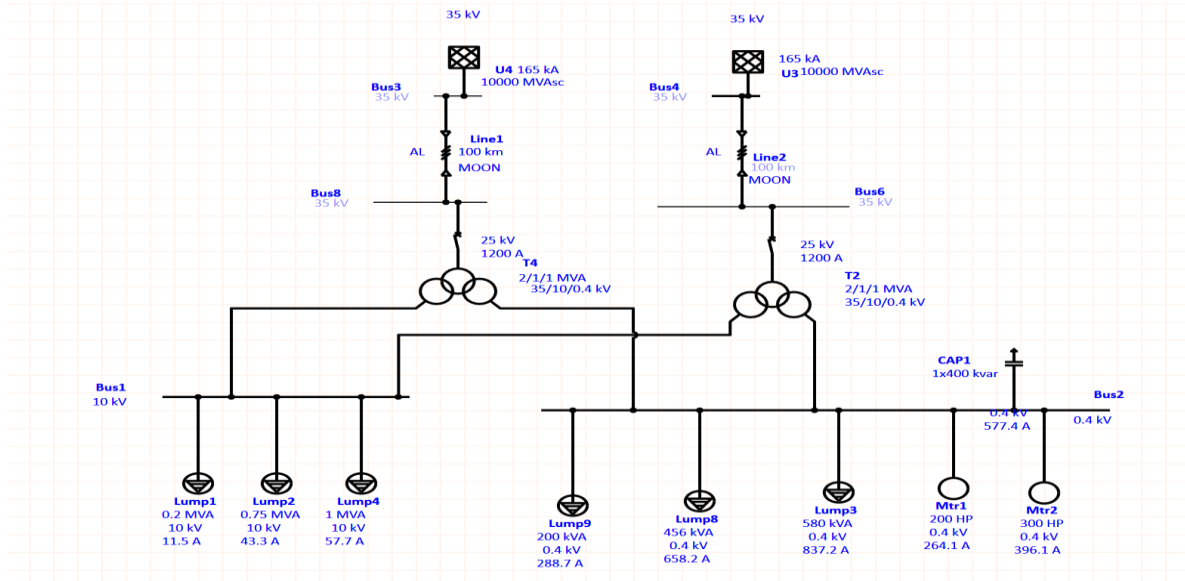 35 kV
35 kV
U4 165 kA
10000 MVAsc
165 kA
U3 10000 MVAsc
Bus3
35 kV
Bus4
35 kV
Line1
AL 100 km
MOON
Line2
AL 100 km
MOON
Bus8
35 kV
Bus6
35 kV
25 kV
1200 A
T4
2/1/1 MVA
35/10/0.4 kV
25 kV
1200 A
T2
2/1/1 MVA
35/10/0.4 kV
CAP1
1x400 kvar
Bus1
10 kV
Bus2
0.4 kV
0.4 kV
577.4 A
Lump1
0.2 MVA
10 kV
11.5 A
Lump2
0.75 MVA
10 kV
43.3 A
Lump4
1 MVA
10 kV
57.7 A
Lump9
200 kVA
0.4 kV
288.7 A
Lump8
456 kVA
0.4 kV
658.2 A
Lump3
580 kVA
0.4 kV
837.2 A
Mtr1
200 HP
0.4 kV
264.1 A
Mtr2
300 HP
0.4 kV
396.1 A